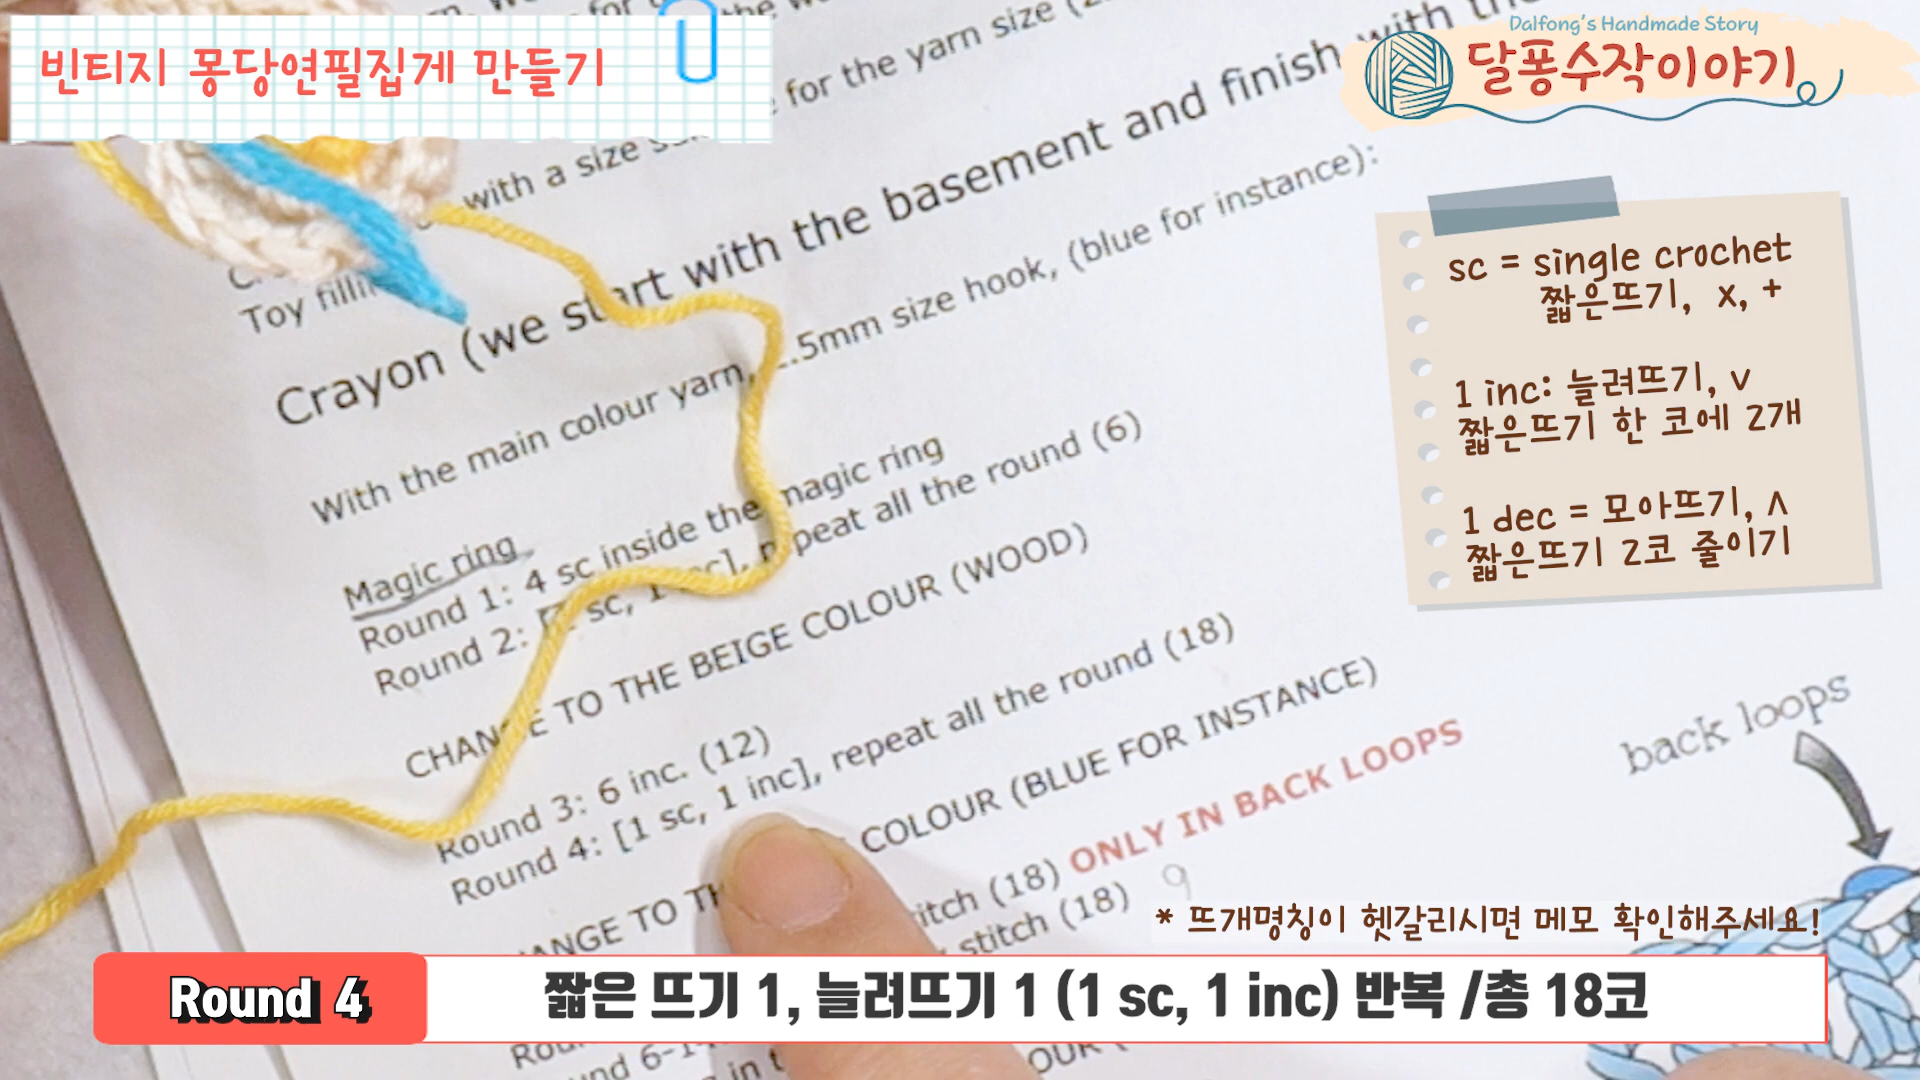 빈티지 몽당연필집게 만들기
Dalfong's Handmade Story
달퐁수작이야기
for the yarn size
with a size
Toy
Crayon (we start with the basement and finish with
With the main colour yarn, .5mm size hook, (blue for instance):
Magic ring
Round 1: 4 sc inside the magic ring
Round 2: sc, 1 inc], repeat all the round (6)
CHANGE TO THE BEIGE COLOUR (WOOD)
Round 3: 6 inc. (12)
Round 4: [1 sc, 1 inc], repeat all the round (18)
COLOUR (BLUE FOR INSTANCE)
(18) ONLY IN BACK LOOPS
stitch (18) 9
back loops
sc = single crochet
짧은뜨기, x, +
1 inc: 늘려뜨기, v
짧은뜨기 한 코에 2개
1 dec = 모아뜨기, ʌ
짧은뜨기 2코 줄이기
* 뜨개명칭이 헷갈리시면 메모 확인해주세요!
Round 4
짧은 뜨기 1, 늘려뜨기 1 (1 sc, 1 inc) 반복 /총 18코